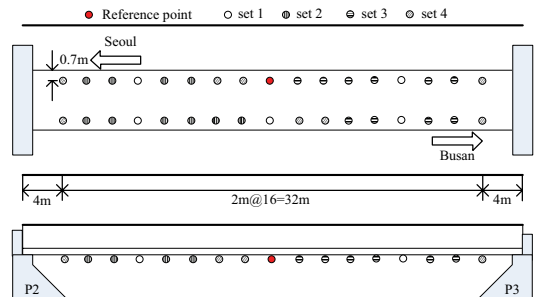 Reference point set 1 set 2 set 3 set 4
Seoul
0.7m
Busan
4m 2m@16=32m 4m
P2 P3